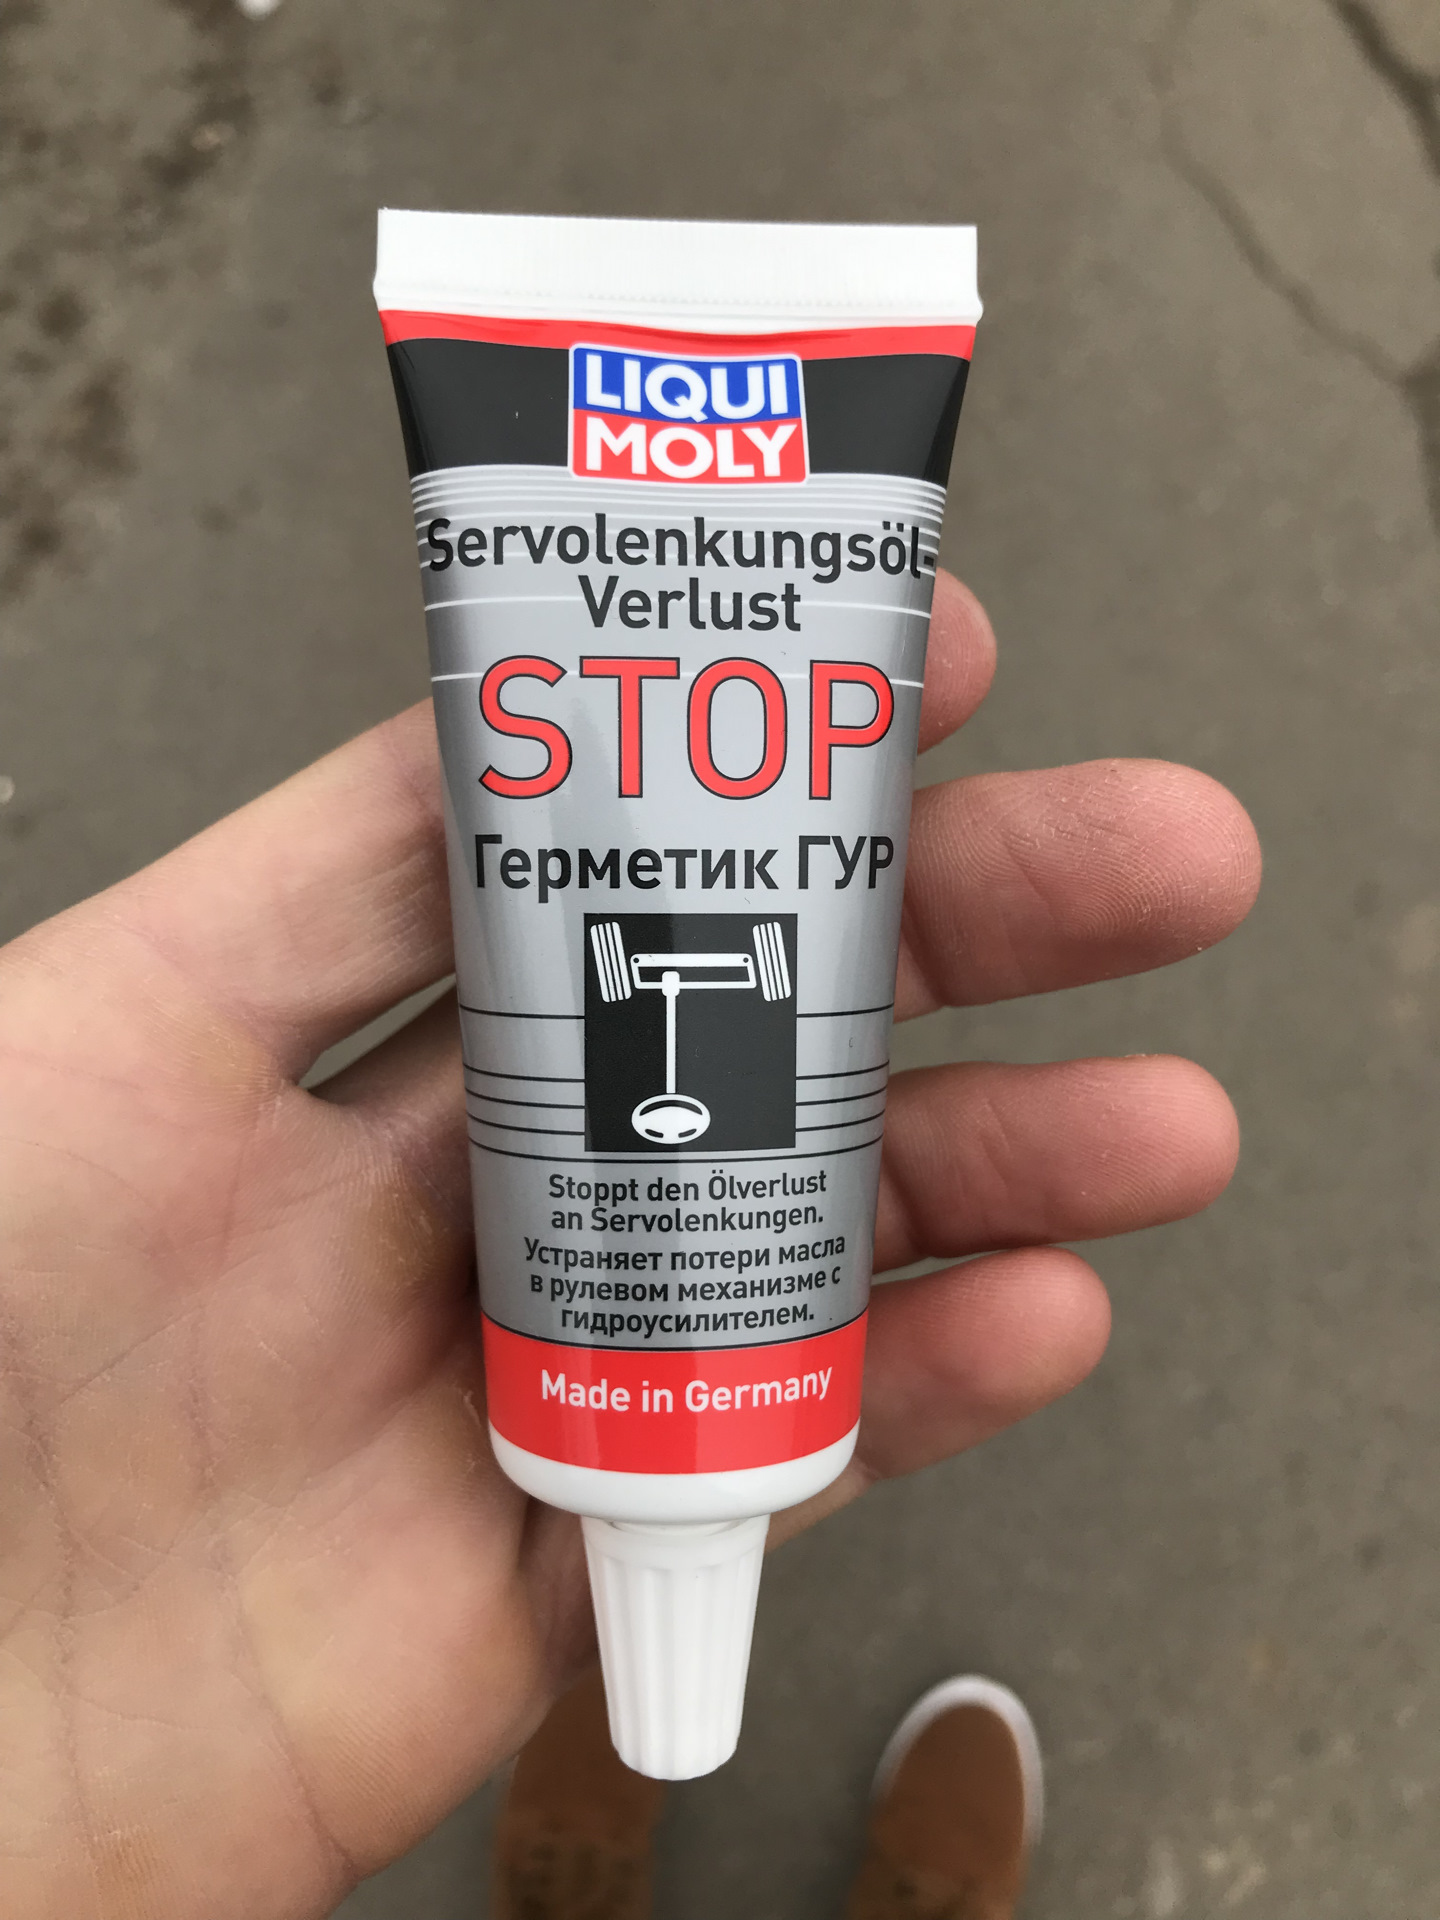 LIQUI
MOLY
Servolenkungsöl-
Verlust
STOP
Герметик ГУР
Stoppt den Ölverlust
an Servolenkungen.
Устраняет потери масла
в рулевом механизме с
гидроусилителем.
Made in Germany